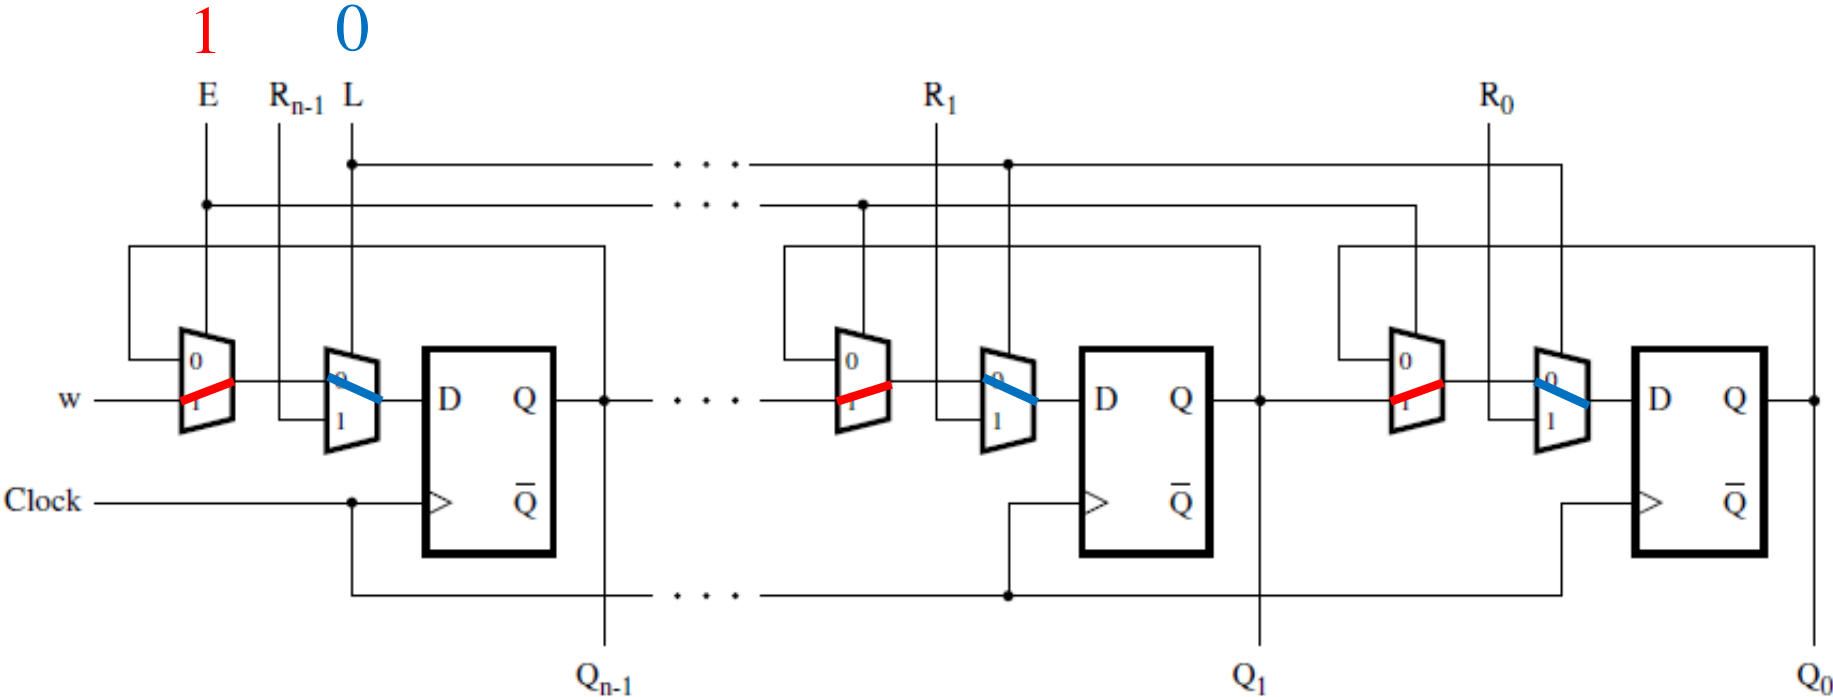 1 0
E R_{n-1} L R_1 R_0
0 0 0
0 0 0
w 1 D Q 1 D Q 1 D Q
1 1 1
Clock Q̅ Q̅ Q̅
Q_{n-1} Q_1 Q_0